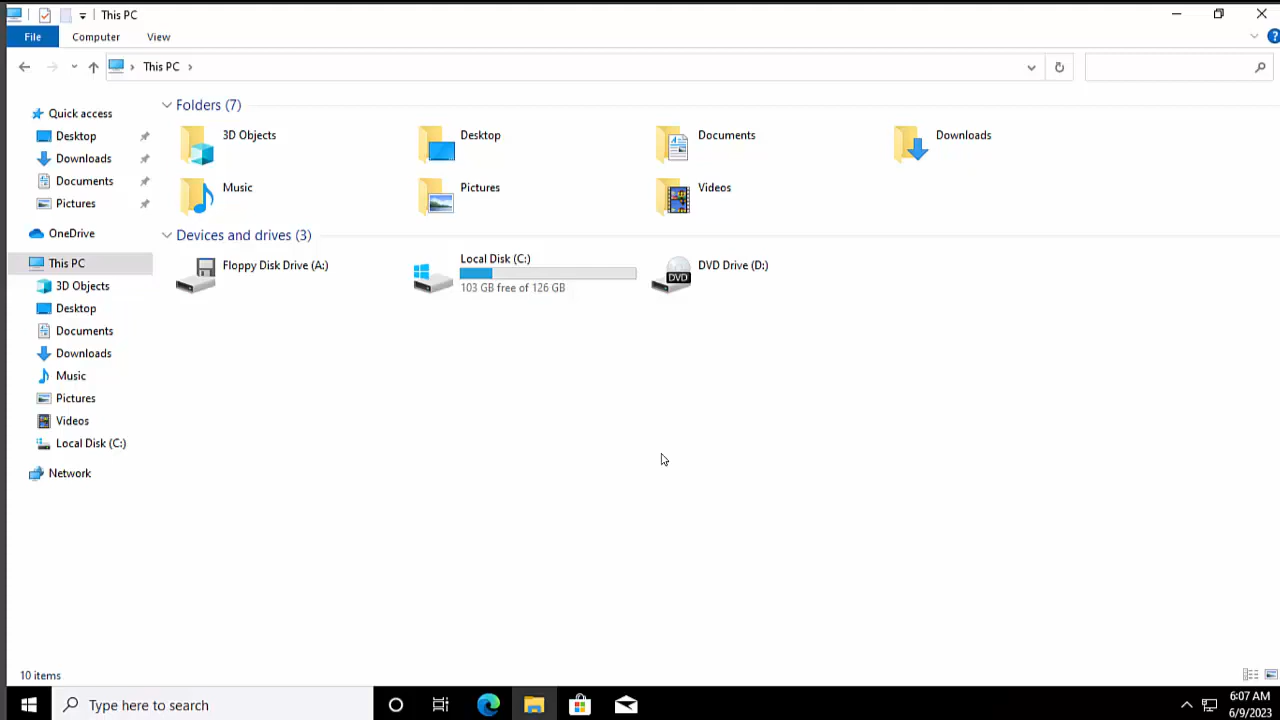 This PC
File Computer View
This PC
Quick access
Desktop
Downloads
Documents
Pictures
OneDrive
This PC
3D Objects
Desktop
Documents
Downloads
Music
Pictures
Videos
Local Disk (C:)
Network
Folders (7)
3D Objects
Desktop
Documents
Downloads
Music
Pictures
Videos
Devices and drives (3)
Floppy Disk Drive (A:)
Local Disk (C:)
103 GB free of 126 GB
DVD
DVD Drive (D:)
10 items
Type here to search
6:07 AM
6/9/2023